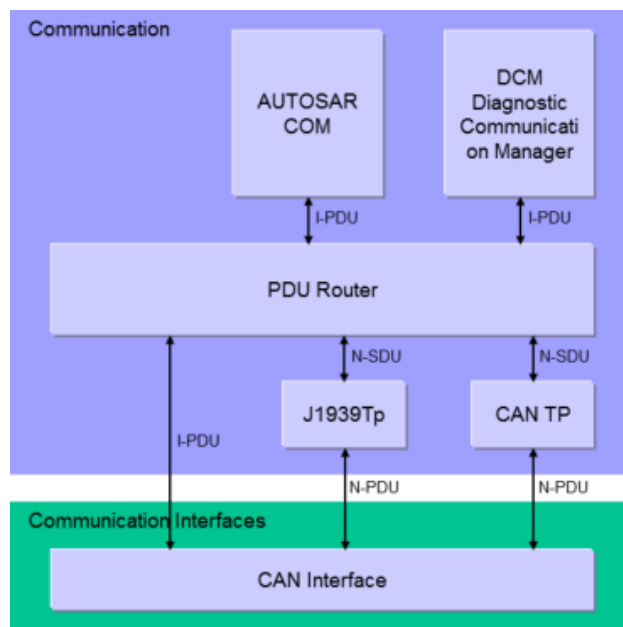 Communication
AUTOSAR
COM
DCM
Diagnostic
Communicati
on Manager
I-PDU
I-PDU
PDU Router
N-SDU
N-SDU
J1939Tp
CAN TP
I-PDU
N-PDU
N-PDU
Communication Interfaces
CAN Interface